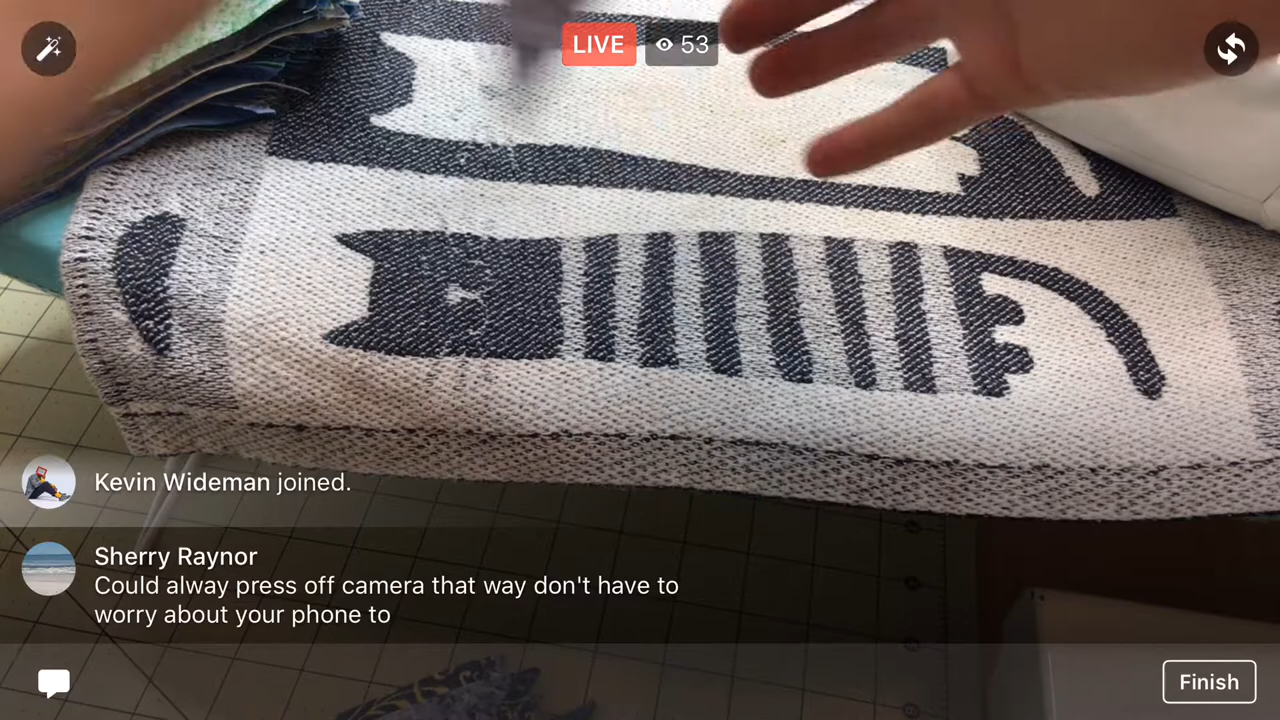 LIVE 53
Kevin Wideman joined.
Sherry Raynor
Could alway press off camera that way don't have to
worry about your phone to
Finish